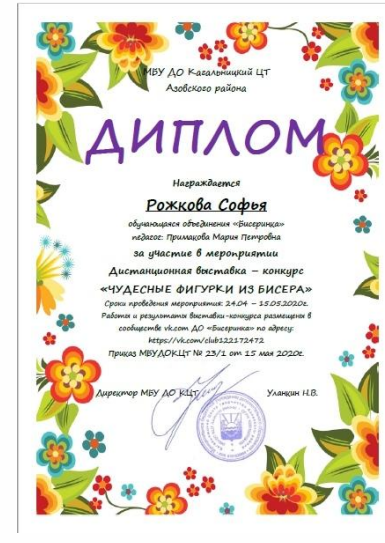 МБУ ДО Кагальницкий ЦТ
Азовского района
ДИПЛОМ
Награждается
Рожкова Софья
обучающаяся объединения «Бисеринка»
педагог: Примакова Мария Петровна
за участие в мероприятии
Дистанционная выставка – конкурс
«ЧУДЕСНЫЕ ФИГУРКИ ИЗ БИСЕРА»
Сроки проведения мероприятия: 24.04 – 15.05.2020г.
Работы и результаты выставки-конкурса размещены в
сообществе vk.com ДО «Бисеринка» по адресу:
https://vk.com/club122172472
Приказ МБУДОКЦТ № 23/1 от 15 мая 2020г.
Директор МБУ ДО КЦТ Уланкин Н.В.